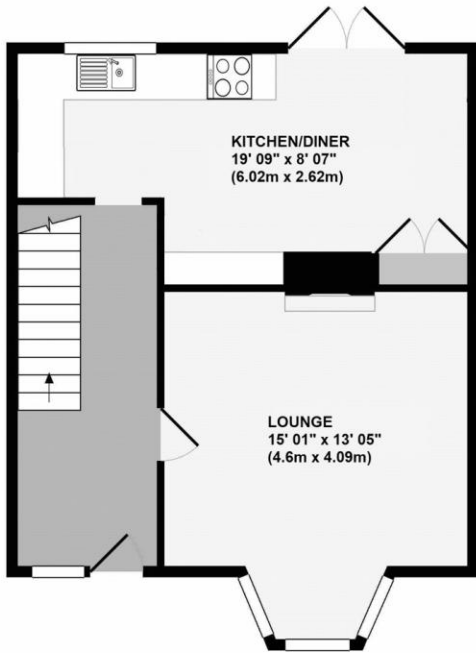 KITCHEN/DINER
19' 09" x 8' 07"
(6.02m x 2.62m)
LOUNGE
15' 01" x 13' 05"
(4.6m x 4.09m)